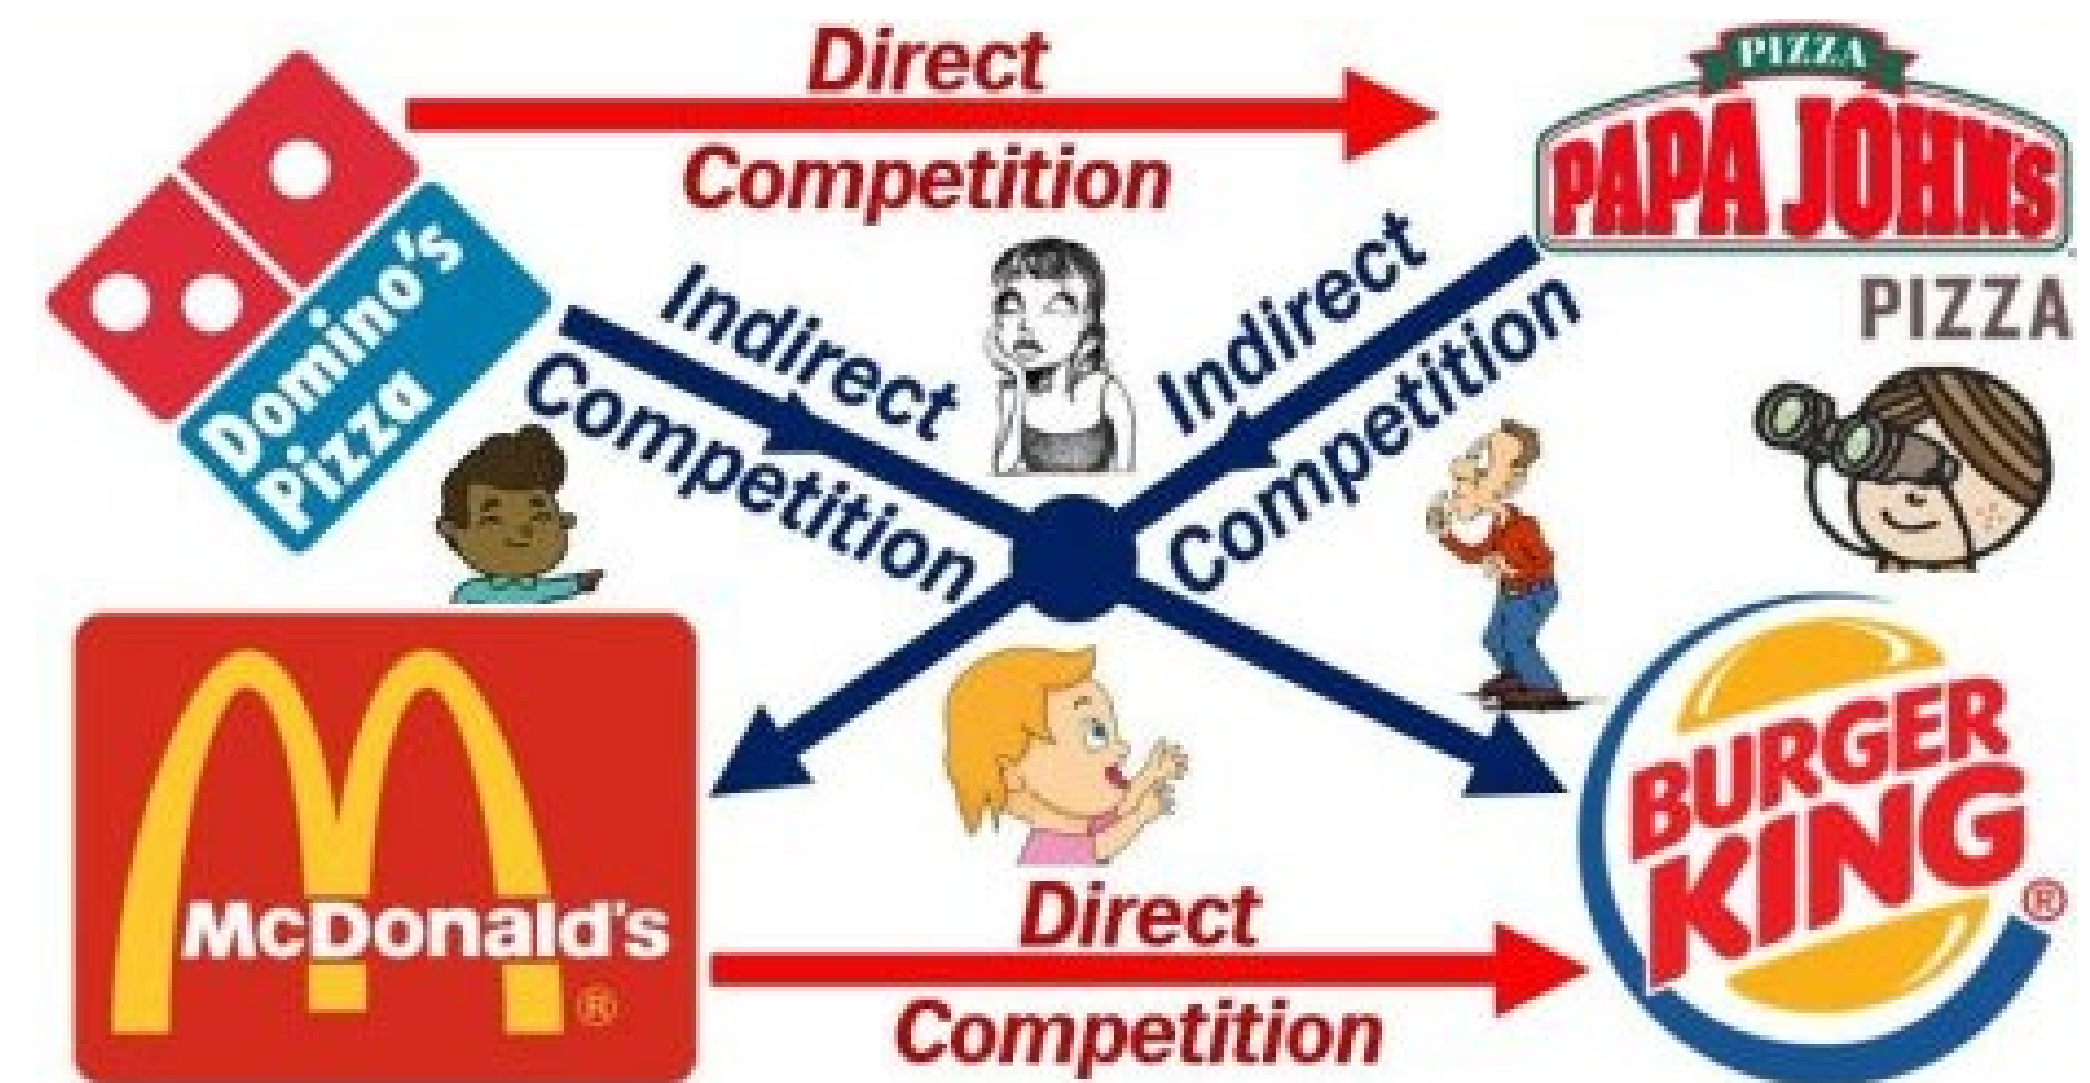 Direct
Competition
Domino's
Pizza
PIZZA
PAPA JOHNS
PIZZA
Indirect
Competition
Indirect
Competition
McDonald's
®
Direct
Competition
BURGER
KING
®